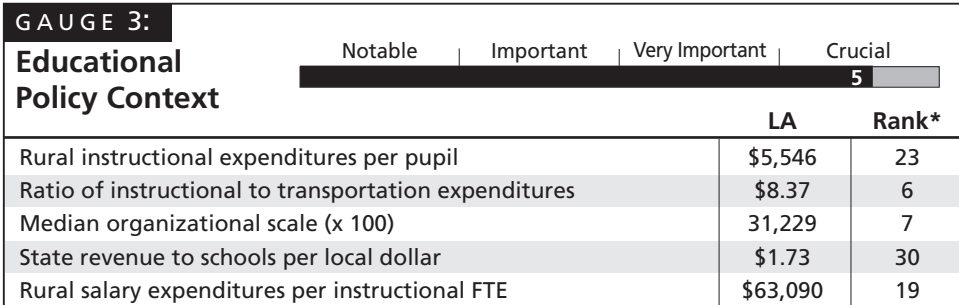 GAUGE 3:
Educational
Policy Context
Notable Important Very Important Crucial
5
LA Rank*
Rural instructional expenditures per pupil $5,546 23
Ratio of instructional to transportation expenditures $8.37 6
Median organizational scale (x 100) 31,229 7
State revenue to schools per local dollar $1.73 30
Rural salary expenditures per instructional FTE $63,090 19